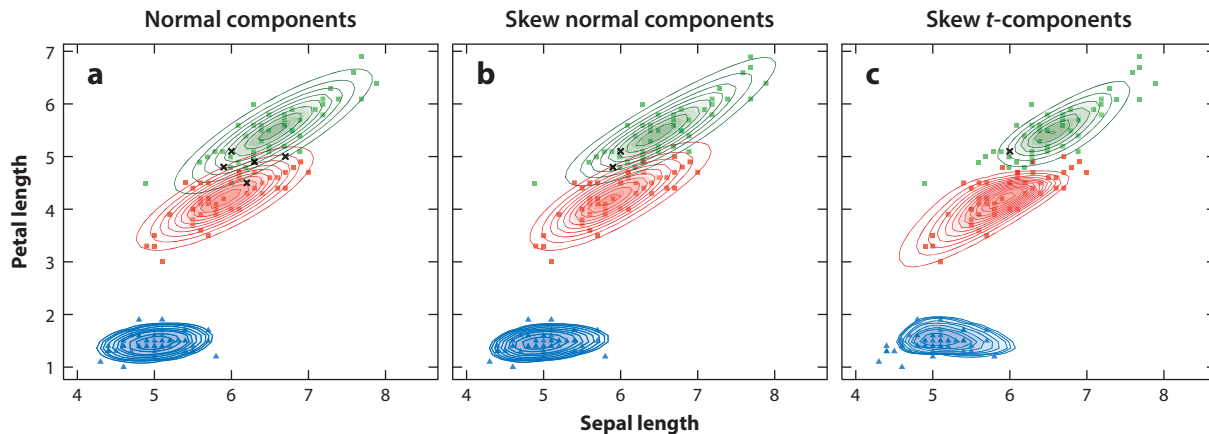 Normal components
Skew normal components
Skew t-components
a
b
c
Petal length
7
6
5
4
3
2
1
4 5 6 7 8
4 5 6 7 8
4 5 6 7 8
Sepal length